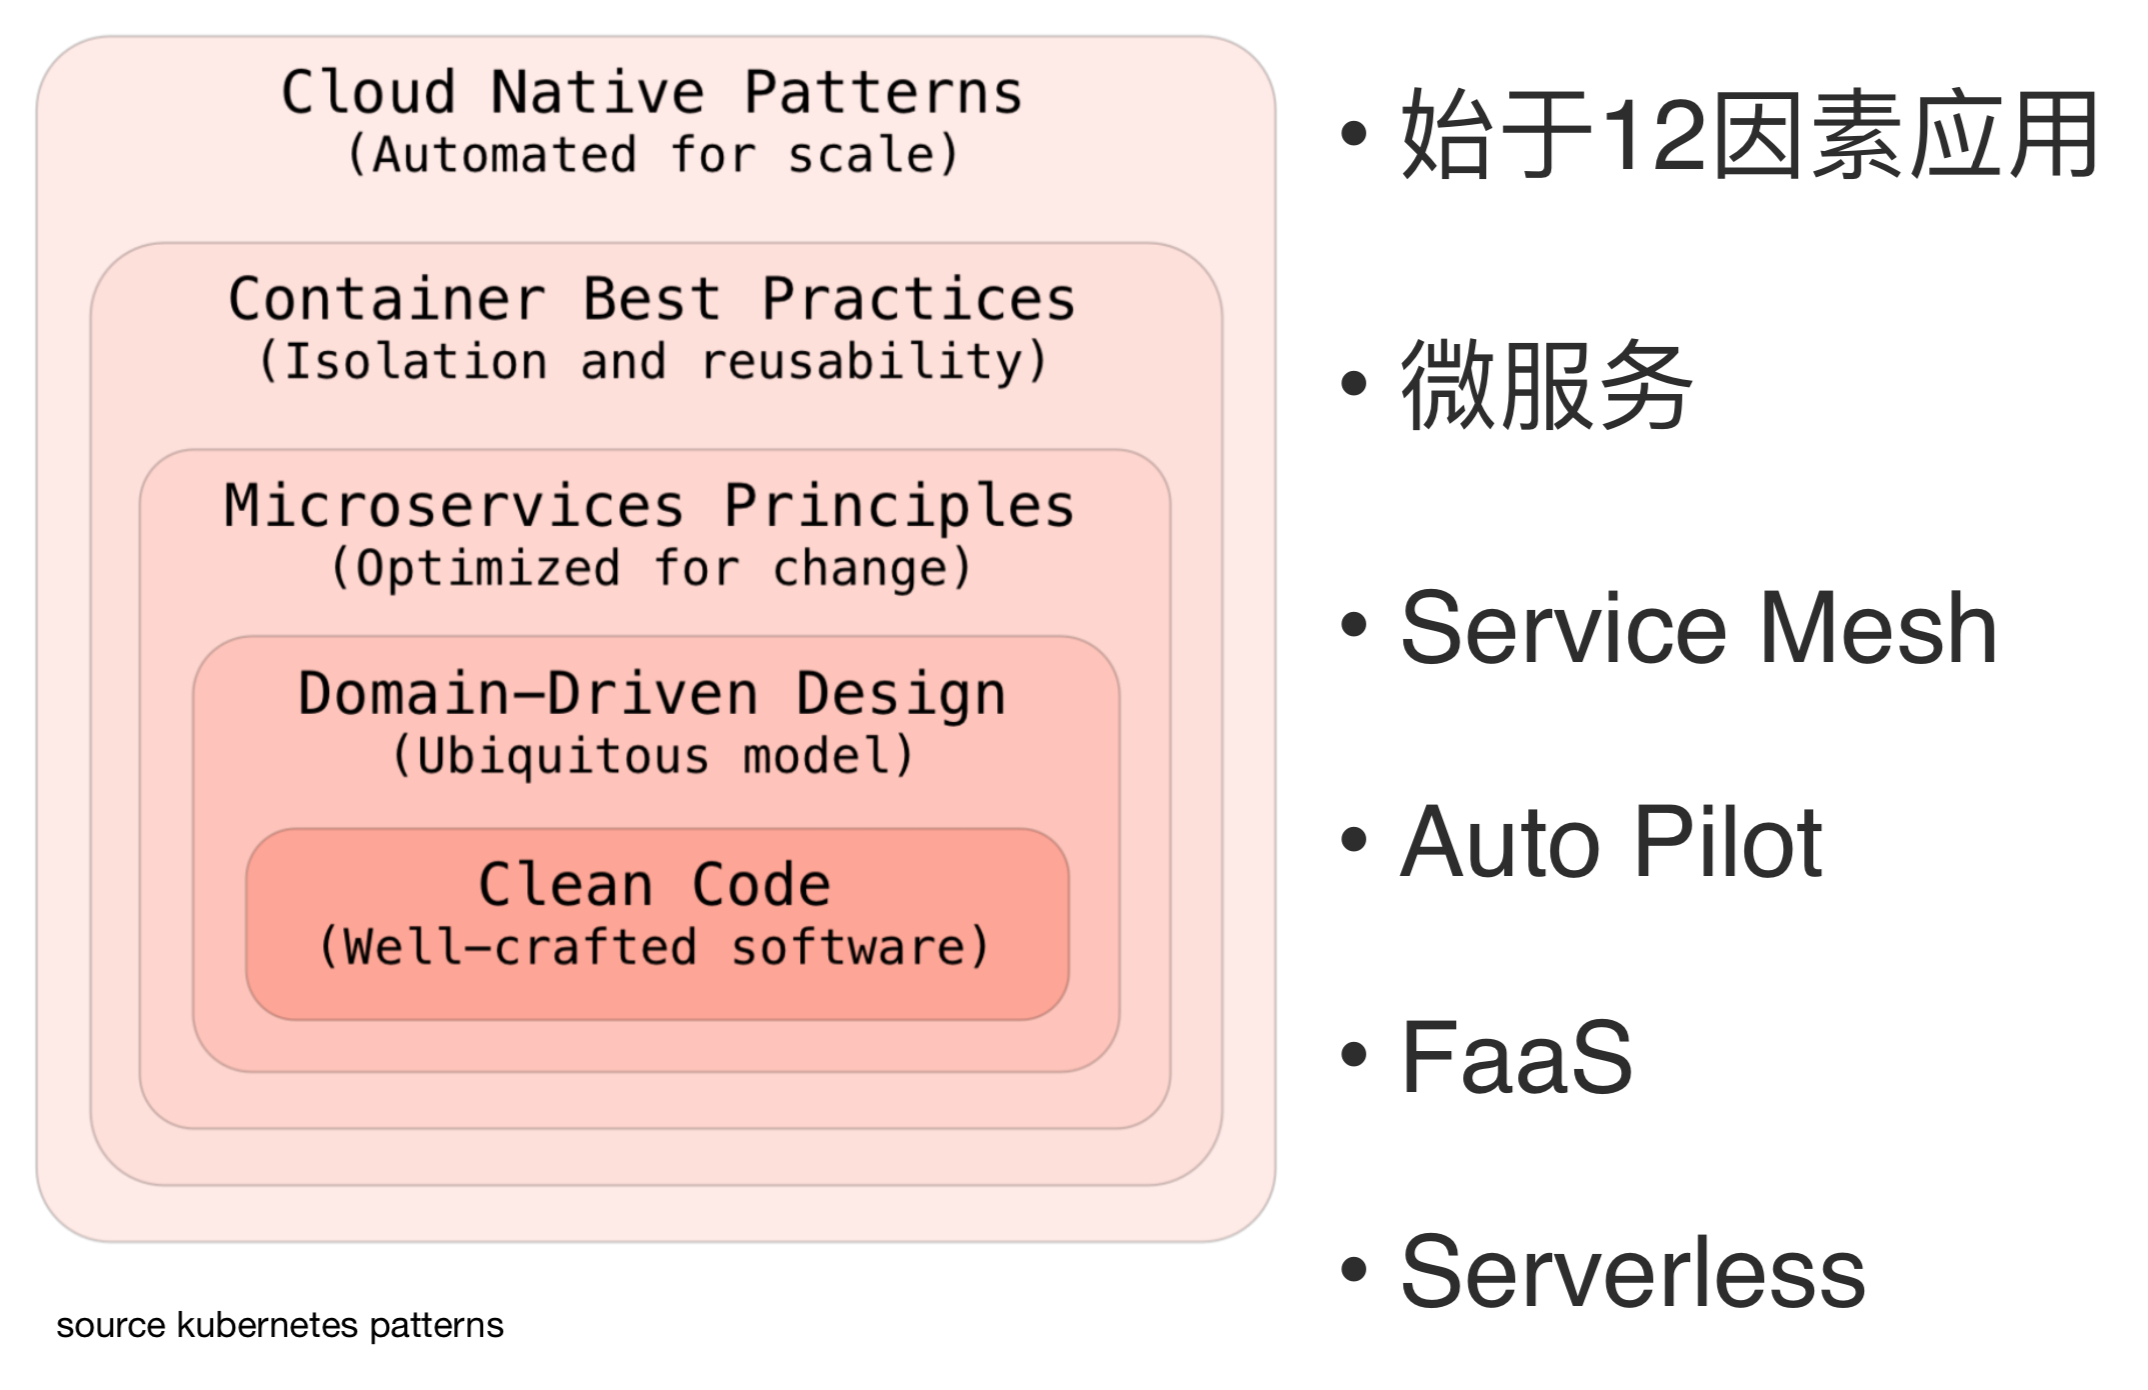 Cloud Native Patterns
(Automated for scale)
Container Best Practices
(Isolation and reusability)
Microservices Principles
(Optimized for change)
Domain-Driven Design
(Ubiquitous model)
Clean Code
(Well-crafted software)
source kubernetes patterns
• 始于12因素应用
• 微服务
• Service Mesh
• Auto Pilot
• FaaS
• Serverless